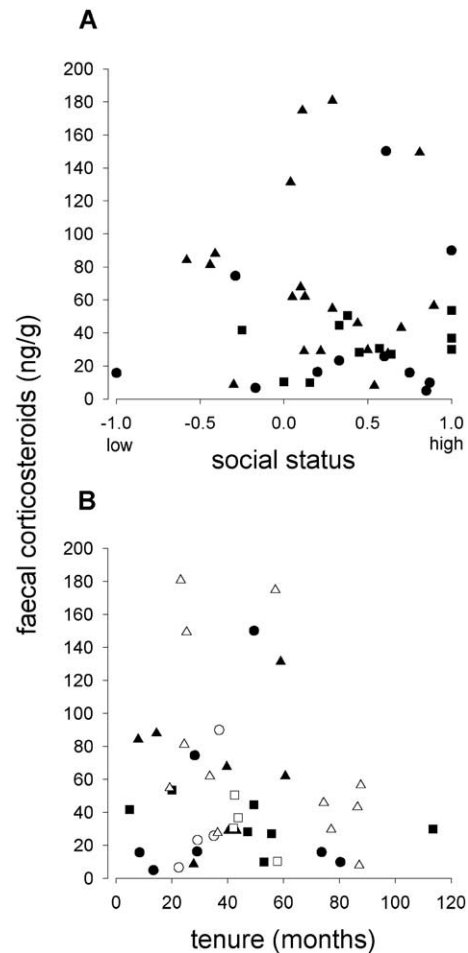 A
200
180
160
140
120
100
80
60
40
20
0
-1.0 -0.5 0.0 0.5 1.0
low high
social status
faecal corticosteroids (ng/g)
B
200
180
160
140
120
100
80
60
40
20
0
0 20 40 60 80 100 120
tenure (months)